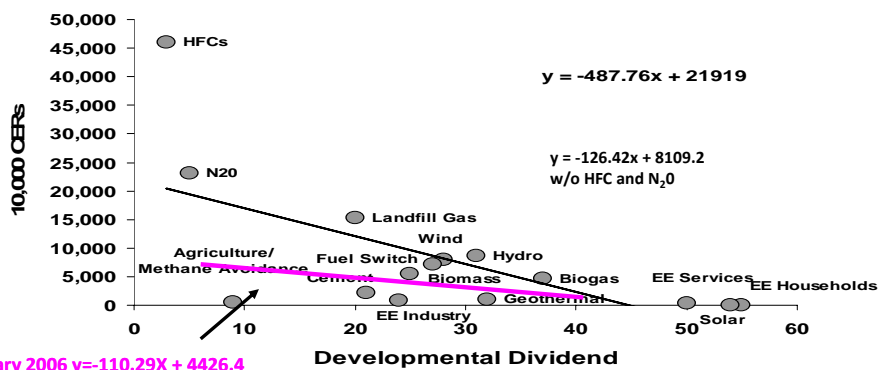 50,000
45,000
40,000
35,000
30,000
25,000
20,000
15,000
10,000
5,000
0
10,000 CERs
HFCs
y = -487.76x + 21919
y = -126.42x + 8109.2
w/o HFC and N₂0
N20
Landfill Gas
Wind
Hydro
Agriculture/
Methane Avoidence
Fuel Switch
Cement
Biomass
Biogas
EE Services
EE Households
Geothermal
EE Industry
Solar
0 10 20 30 40 50 60
Developmental Dividend
2006 y=-110.29X + 4426.4